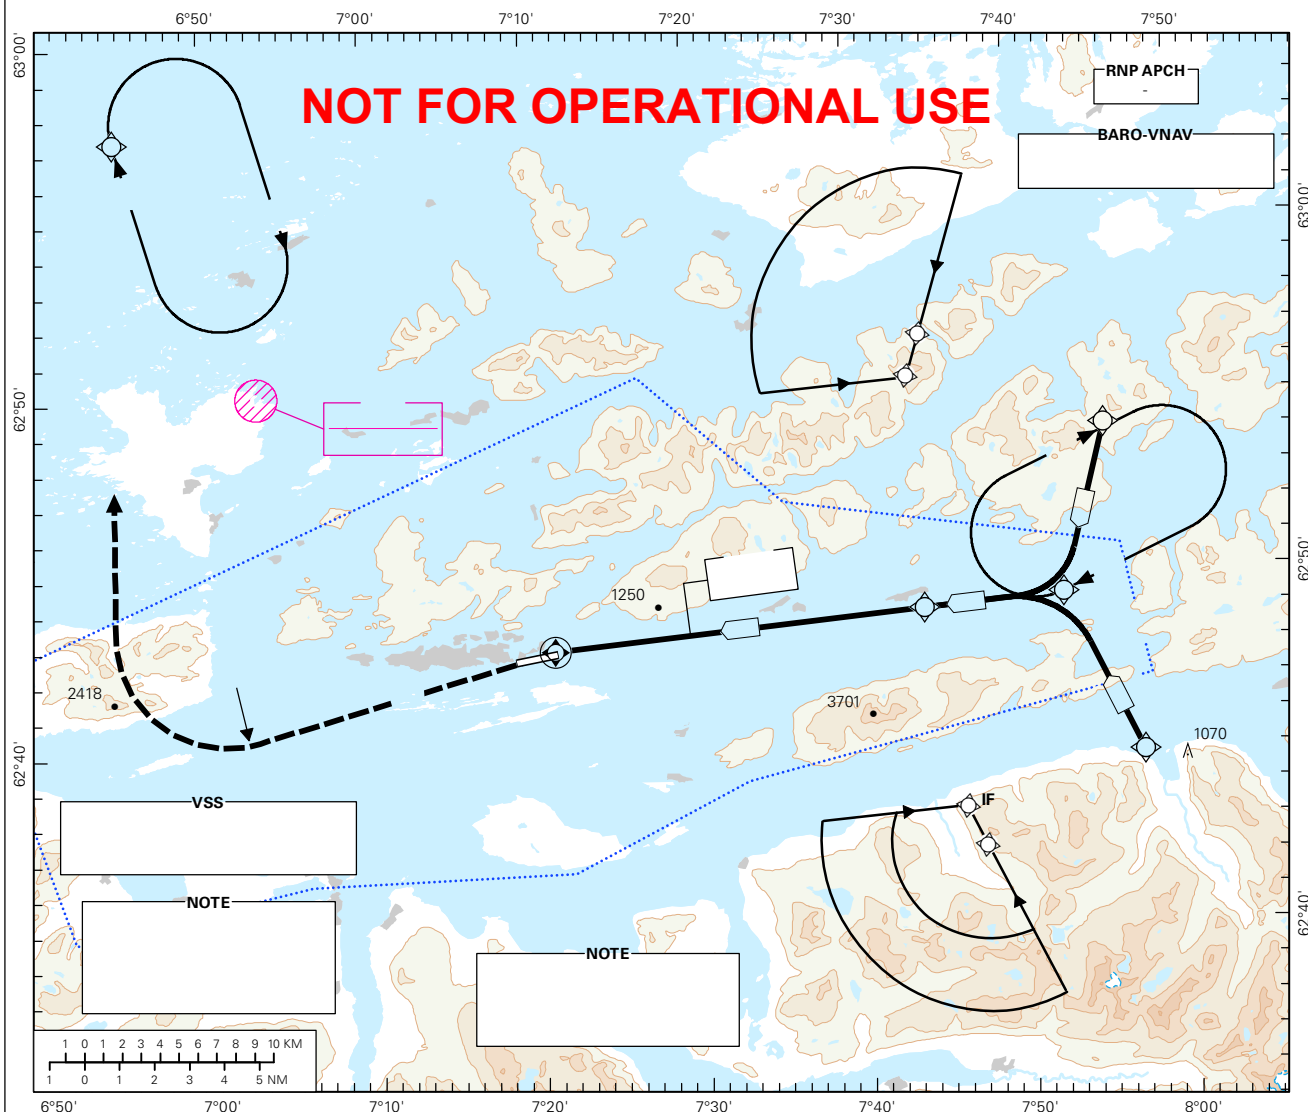 6°50' 7°00' 7°10' 7°20' 7°30' 7°40' 7°50'
63°00'
NOT FOR OPERATIONAL USE
RNP APCH
-
BARO-VNAV
63°00'
62°50'
62°50'
1250
2418
3701
1070
62°40'
IF
VSS
NOTE
62°40'
NOTE
1 0 1 2 3 4 5 6 7 8 9 10 KM
1 0 1 2 3 4 5 NM
6°50' 7°00' 7°10' 7°20' 7°30' 7°40' 7°50' 8°00'